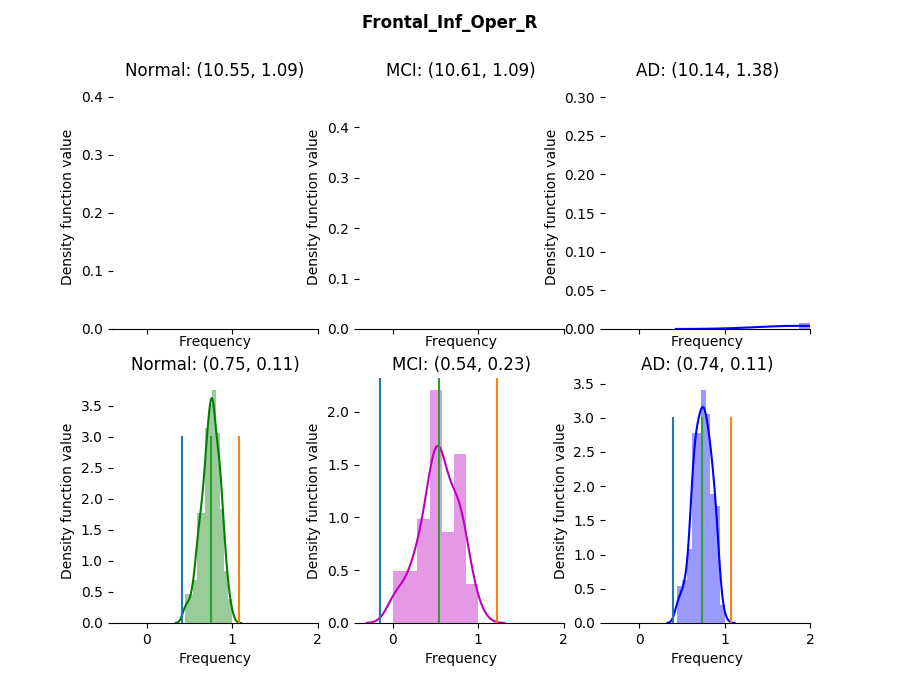 Frontal_Inf_Oper_R
Normal: (10.55, 1.09)
MCI: (10.61, 1.09)
AD: (10.14, 1.38)
Density function value
0.4
0.3
0.2
0.1
0.0
Frequency
Density function value
0.4
0.3
0.2
0.1
0.0
Frequency
Density function value
0.30
0.25
0.20
0.15
0.10
0.05
0.00
Frequency
Normal: (0.75, 0.11)
MCI: (0.54, 0.23)
AD: (0.74, 0.11)
Density function value
3.5
3.0
2.5
2.0
1.5
1.0
0.5
0.0
0 1 2
Frequency
Density function value
2.0
1.5
1.0
0.5
0.0
0 1 2
Frequency
Density function value
3.5
3.0
2.5
2.0
1.5
1.0
0.5
0.0
0 1 2
Frequency